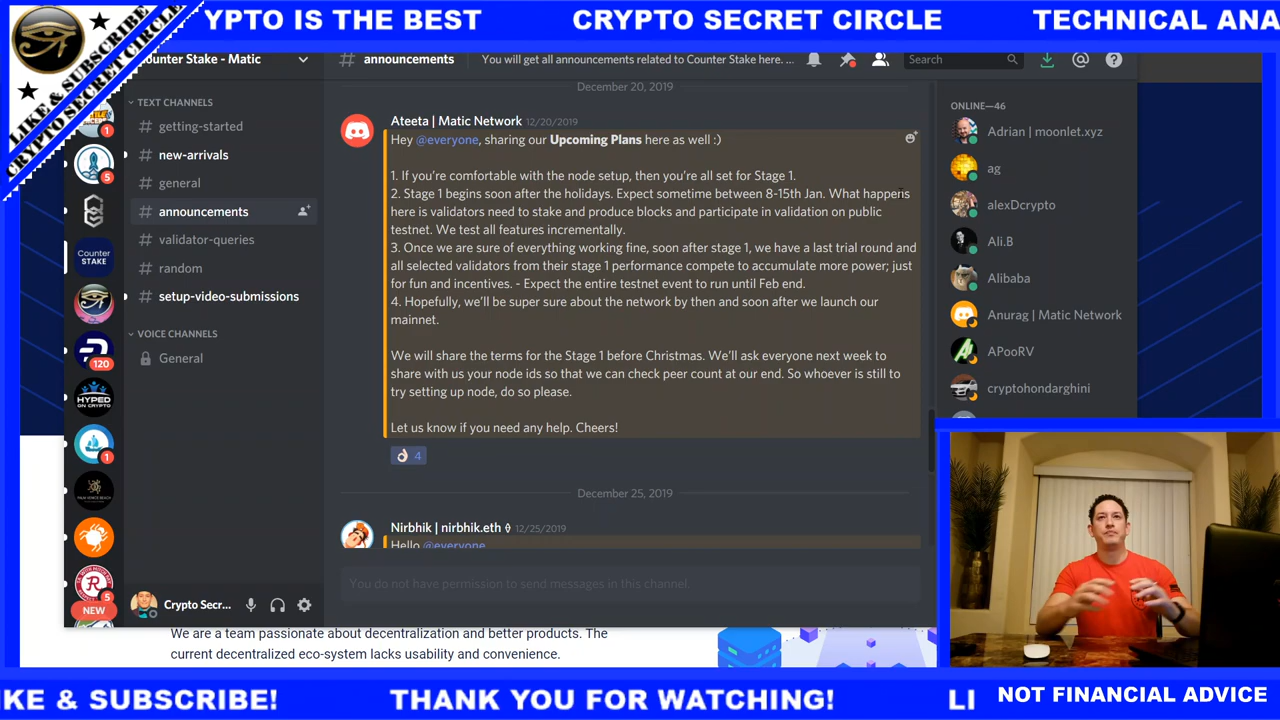 YPTO IS THE BEST CRYPTO SECRET CIRCLE TECHNICAL ANA
LIKE & SUBSCRIBE
CRYPTO SECRET CIRCLE
ounter Stake - Matic
# announcements You will get all announcements related to Counter Stake here. ... Search
TEXT CHANNELS
# getting-started
# new-arrivals
# general
# announcements
# validator-queries
# random
# setup-video-submissions
VOICE CHANNELS
General
1
5
Counter
STAKE
120
HYPED
ON CRYPTO
1
5
NEW
Crypto Secr...
December 20, 2019
Ateeta | Matic Network 12/20/2019
Hey @everyone, sharing our Upcoming Plans here as well :)
1. If you're comfortable with the node setup, then you're all set for Stage 1.
2. Stage 1 begins soon after the holidays. Expect sometime between 8-15th Jan. What happens
here is validators need to stake and produce blocks and participate in validation on public
testnet. We test all features incrementally.
3. Once we are sure of everything working fine, soon after stage 1, we have a last trial round and
all selected validators from their stage 1 performance compete to accumulate more power; just
for fun and incentives. - Expect the entire testnet event to run until Feb end.
4. Hopefully, we'll be super sure about the network by then and soon after we launch our
mainnet.
We will share the terms for the Stage 1 before Christmas. We'll ask everyone next week to
share with us your node ids so that we can check peer count at our end. So whoever is still to
try setting up node, do so please.
Let us know if you need any help. Cheers!
4
December 25, 2019
Nirbhik | nirbhik.eth 12/25/2019
Hello @everyone
You do not have permission to send messages in this channel.
ONLINE—46
Adrian | moonlet.xyz
ag
alexDcrypto
Ali.B
Alibaba
Anurag | Matic Network
APooRV
cryptohondarghini
We are a team passionate about decentralization and better products. The
current decentralized eco-system lacks usability and convenience.
IKE & SUBSCRIBE! THANK YOU FOR WATCHING! LI NOT FINANCIAL ADVICE